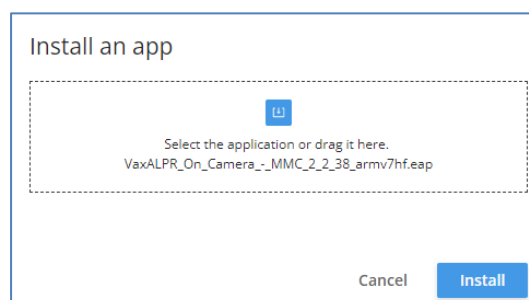 Install an app
Select the application or drag it here.
VaxALPR_On_Camera_-_MMC_2_2_38_armv7hf.eap
Cancel
Install